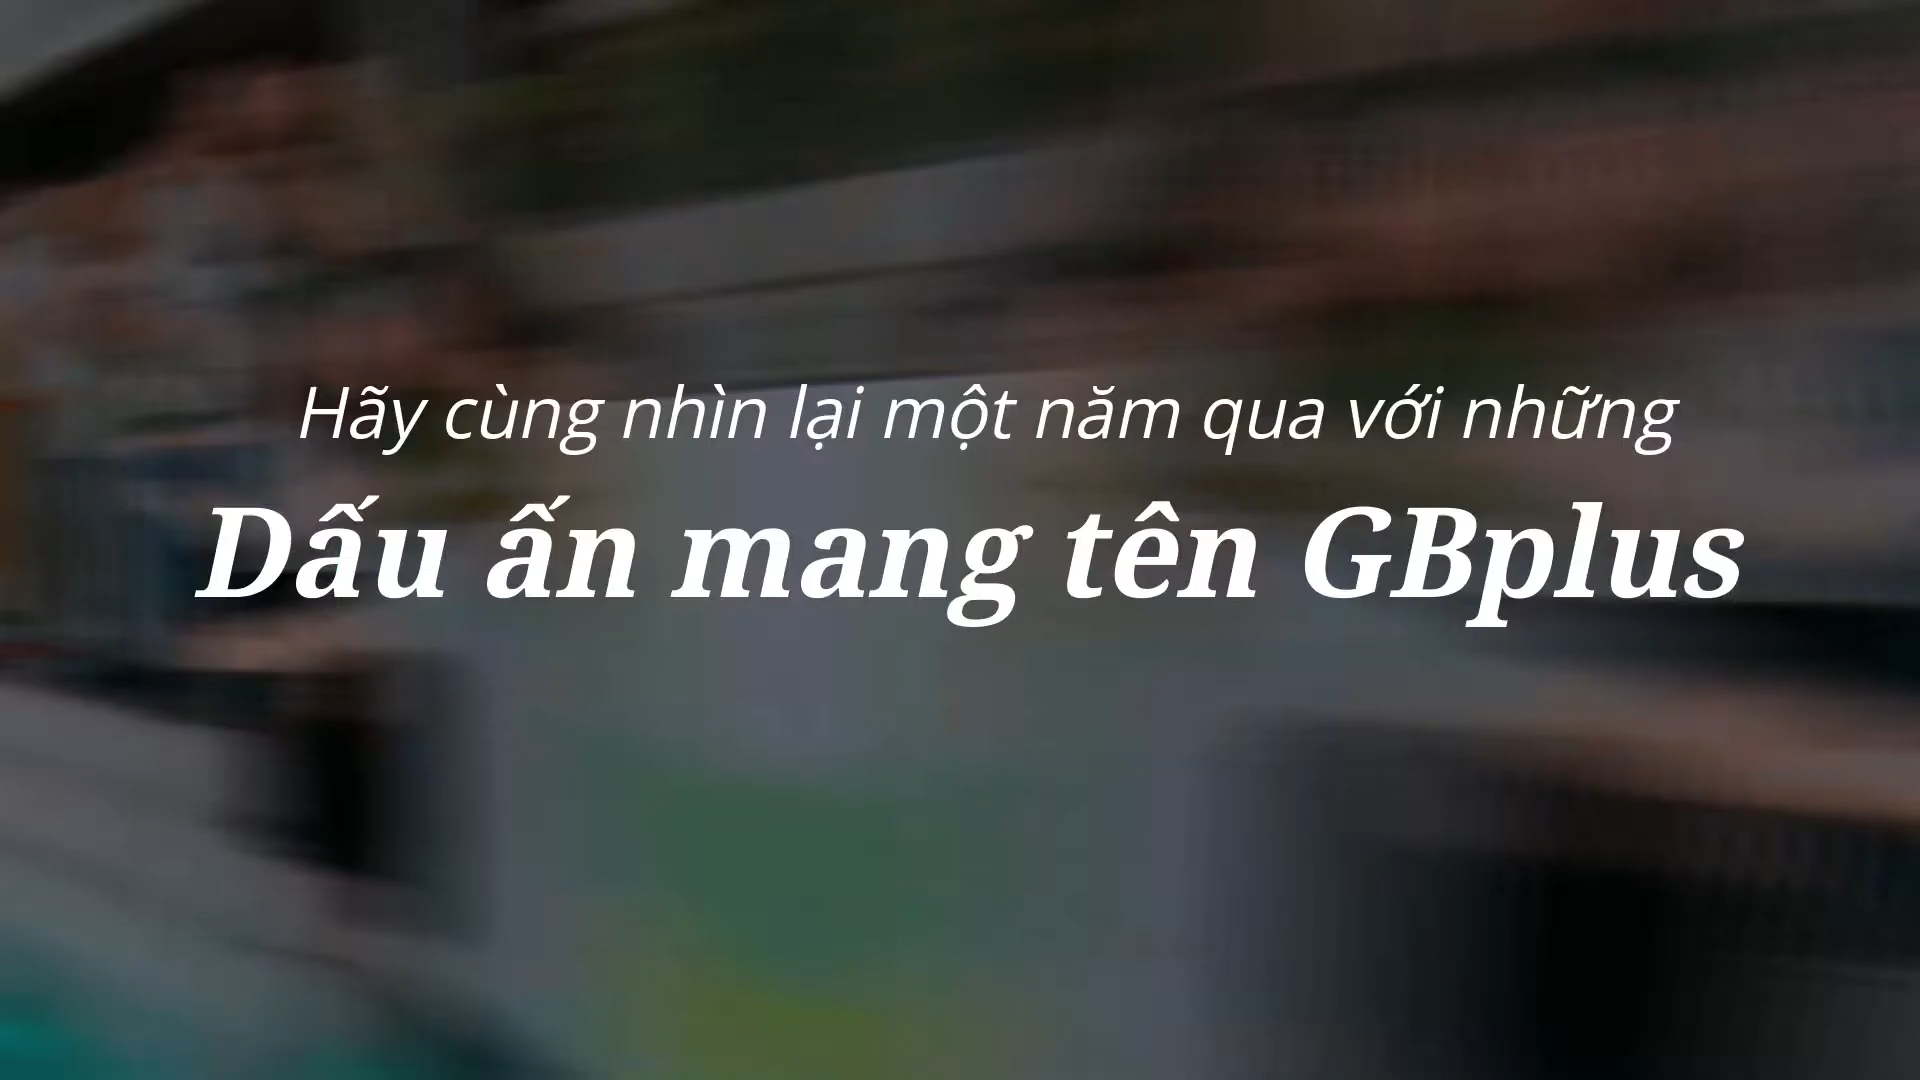 Hãy cùng nhìn lại một năm qua với những
Dấu ấn mang tên GBplus